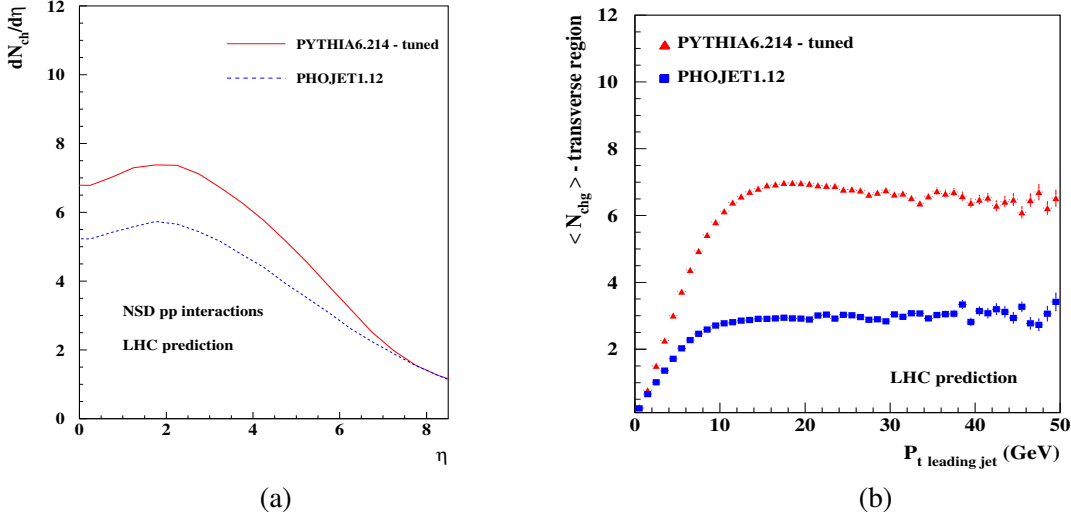 dN_ch/dη
12
10
8
6
4
2
0
PYTHIA6.214 - tuned
PHOJET1.12
NSD pp interactions
LHC prediction
0 2 4 6 8
η
(a)
< N_chg > - transverse region
12
10
8
6
4
2
PYTHIA6.214 - tuned
PHOJET1.12
LHC prediction
0 10 20 30 40 50
P_t leading jet (GeV)
(b)